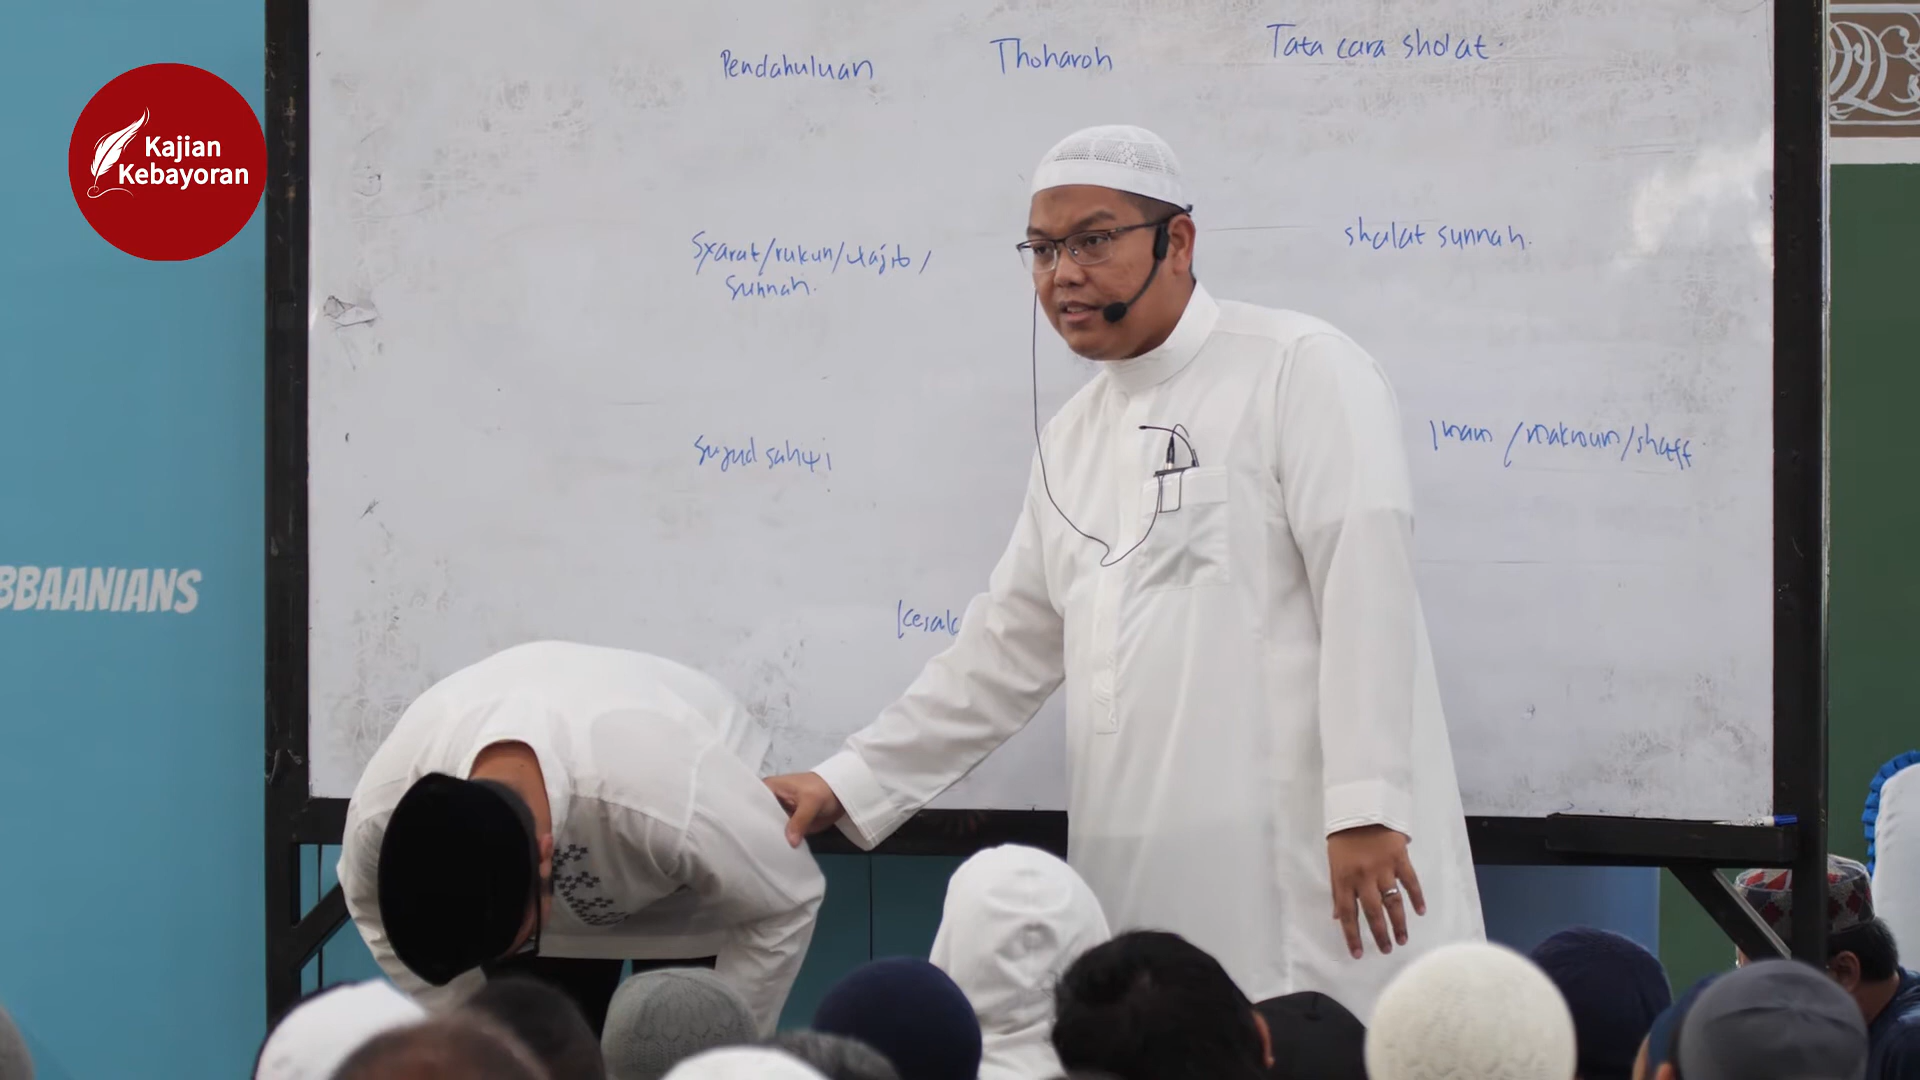 Pendahuluan
Thoharoh
Tata cara sholat.
Kajian
Kebayoran
Syarat/rukun/wajib/
Sunnah.
shalat sunnah.
Sujud sahwi
Imam/makmum/shaff.
BBAANIANS